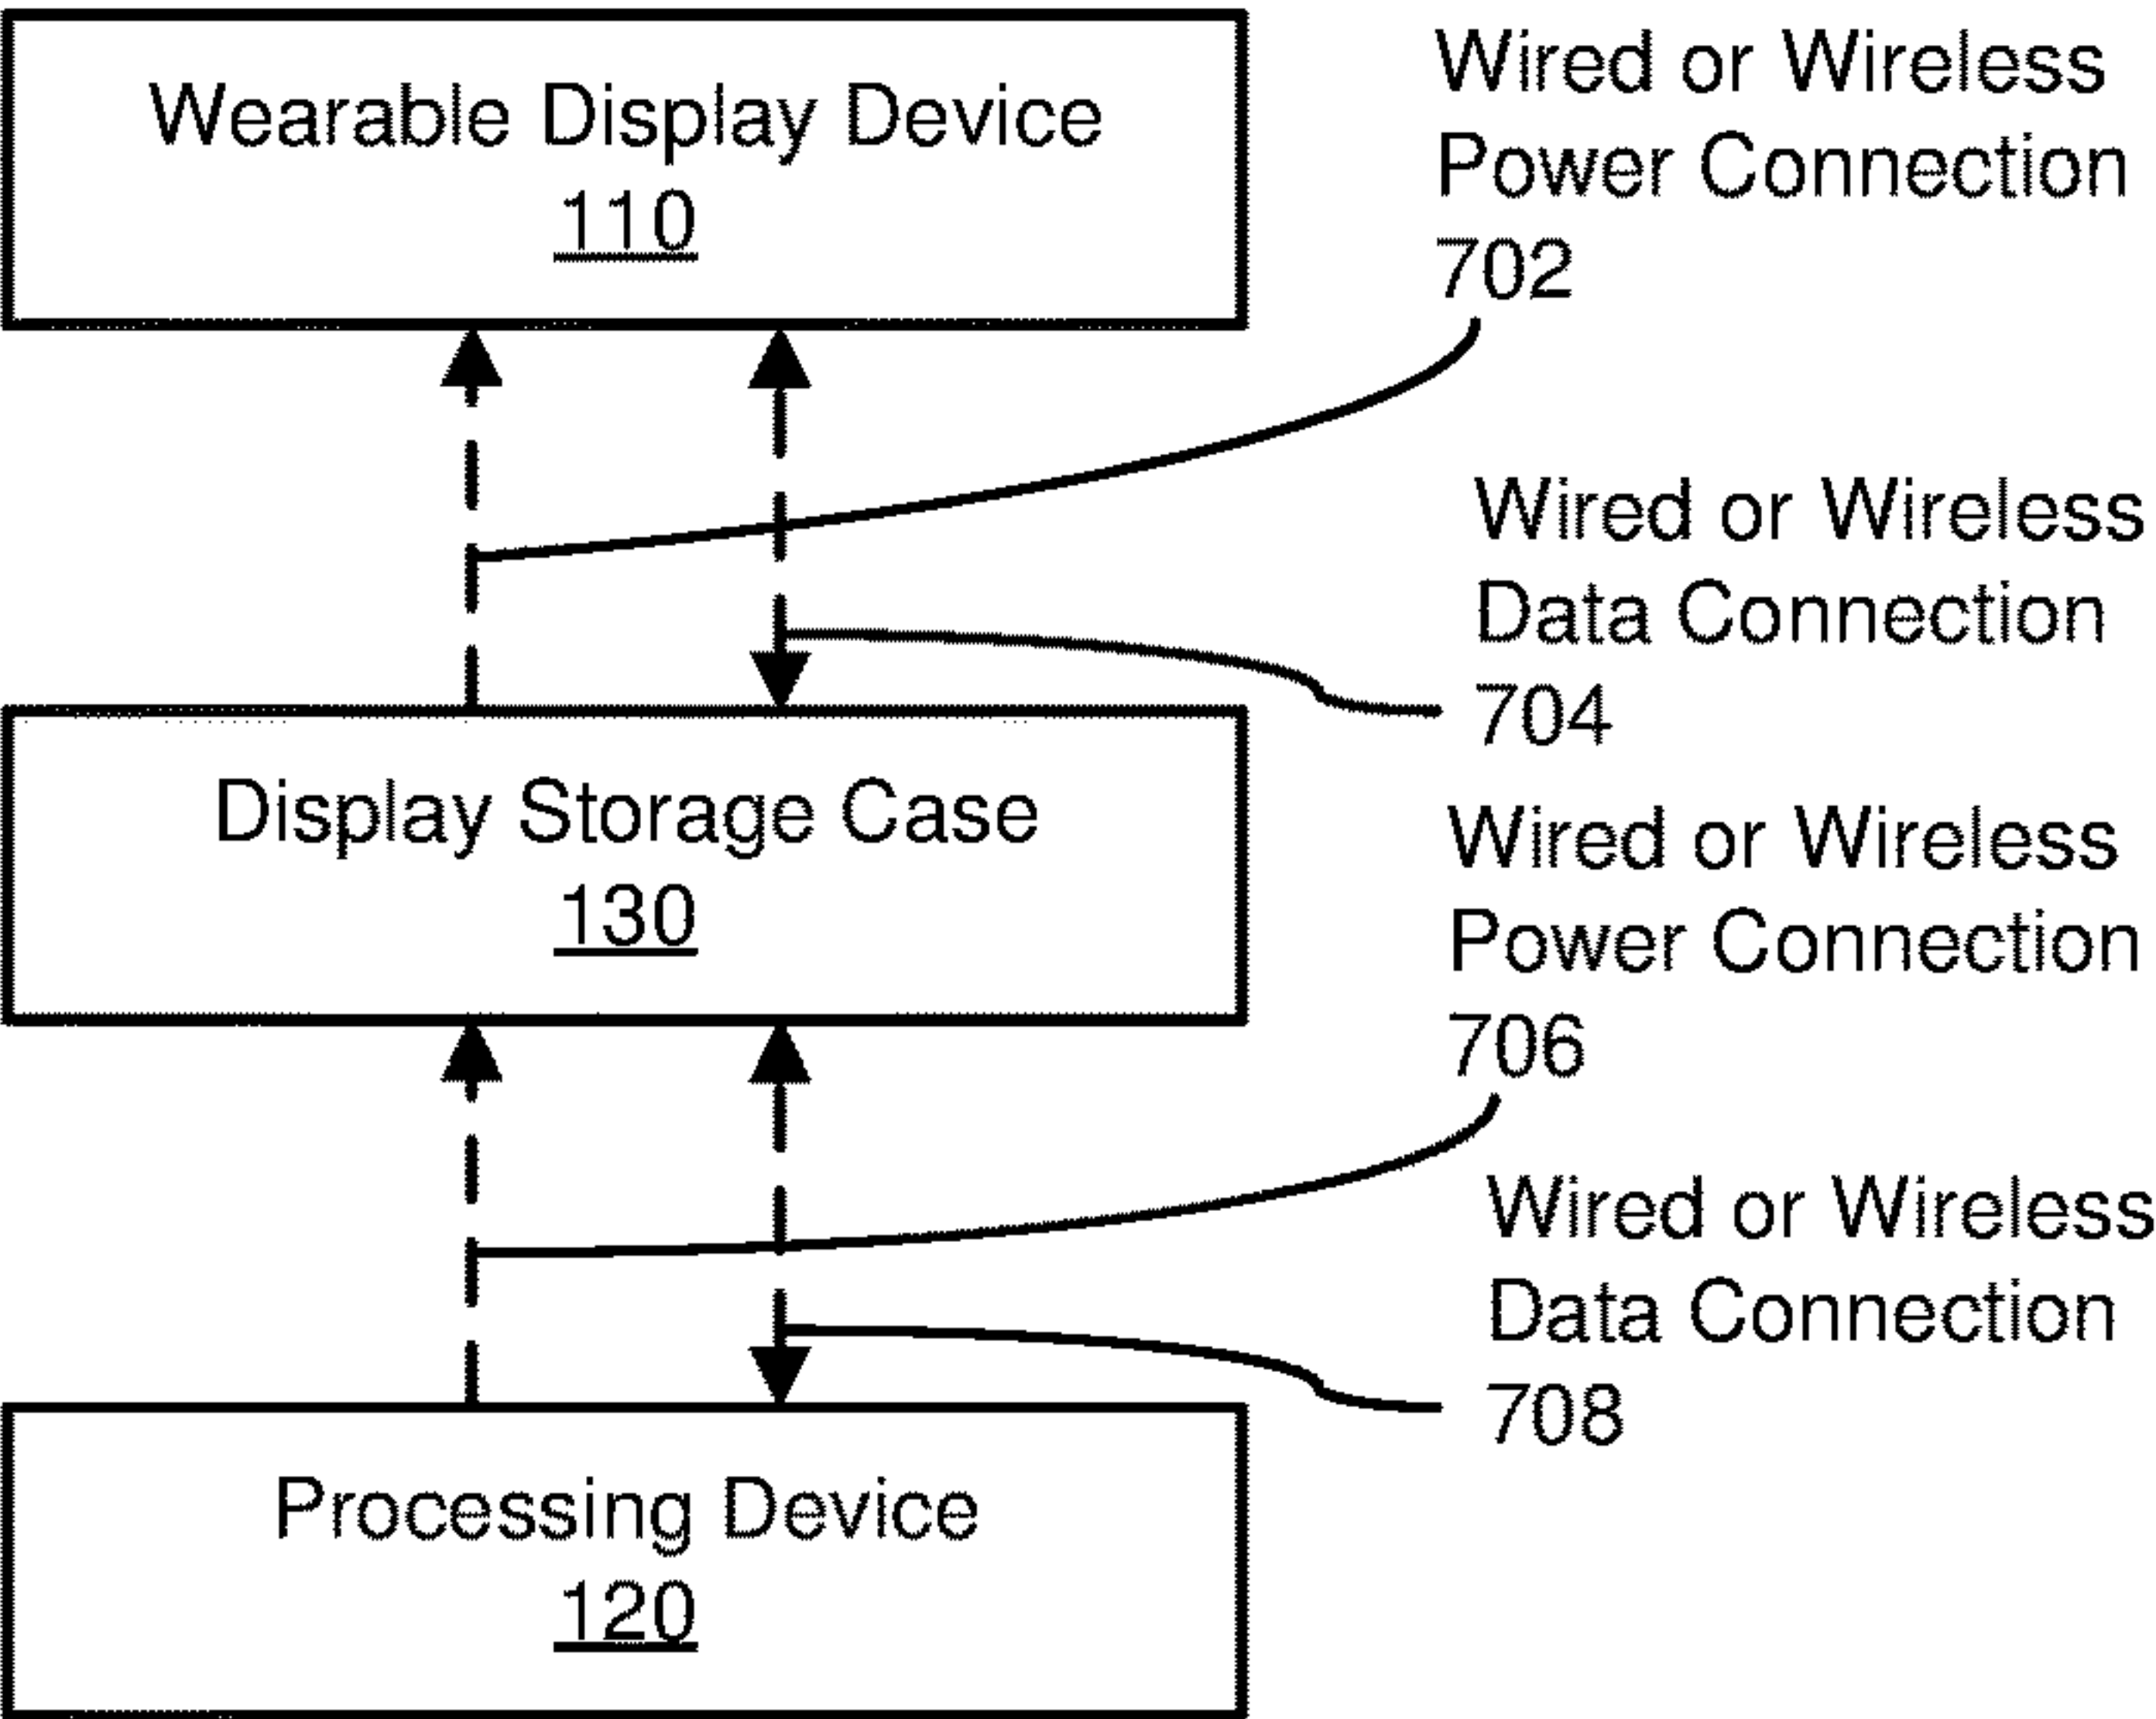 Wearable Display Device
110
Wired or Wireless
Power Connection
702
Wired or Wireless
Data Connection
704
Display Storage Case
130
Wired or Wireless
Power Connection
706
Wired or Wireless
Data Connection
708
Processing Device
120